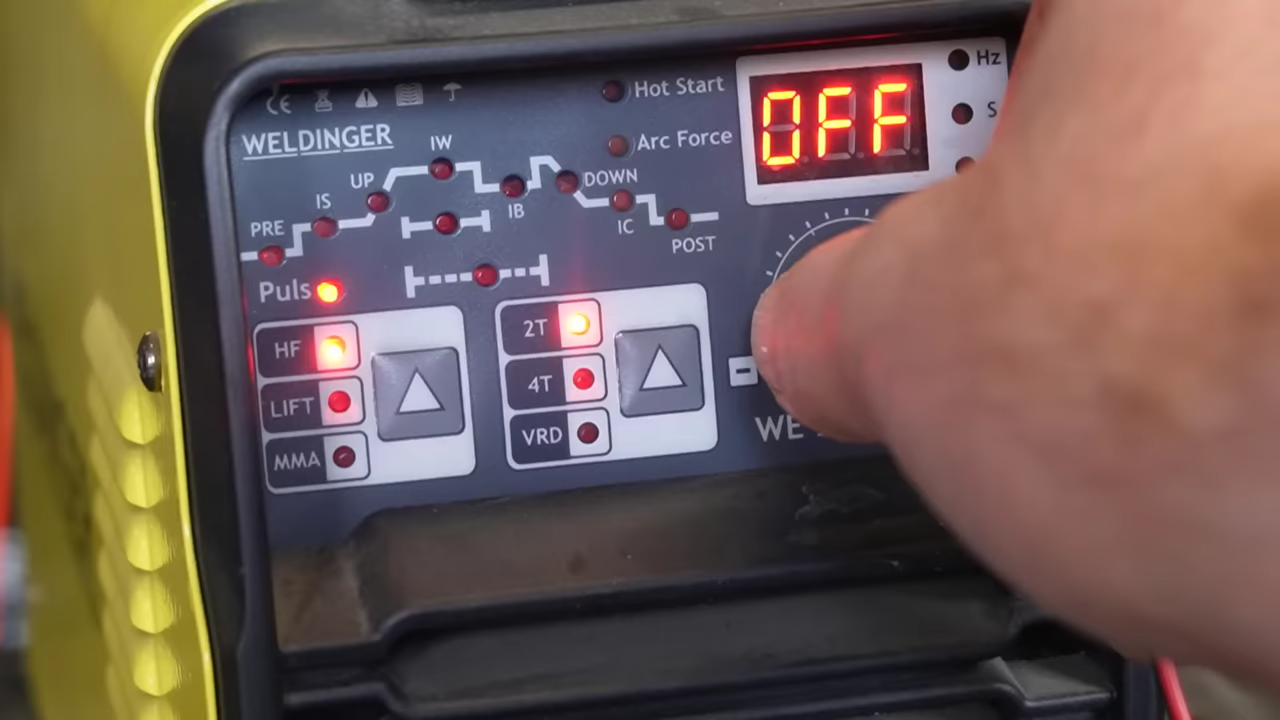 CE
Hot Start
Hz
OFF
S
WELDINGER
IW
Arc Force
UP
DOWN
IS
IB
PRE
IC
POST
Puls
HF
2T
LIFT
4T
-
MMA
VRD
WE